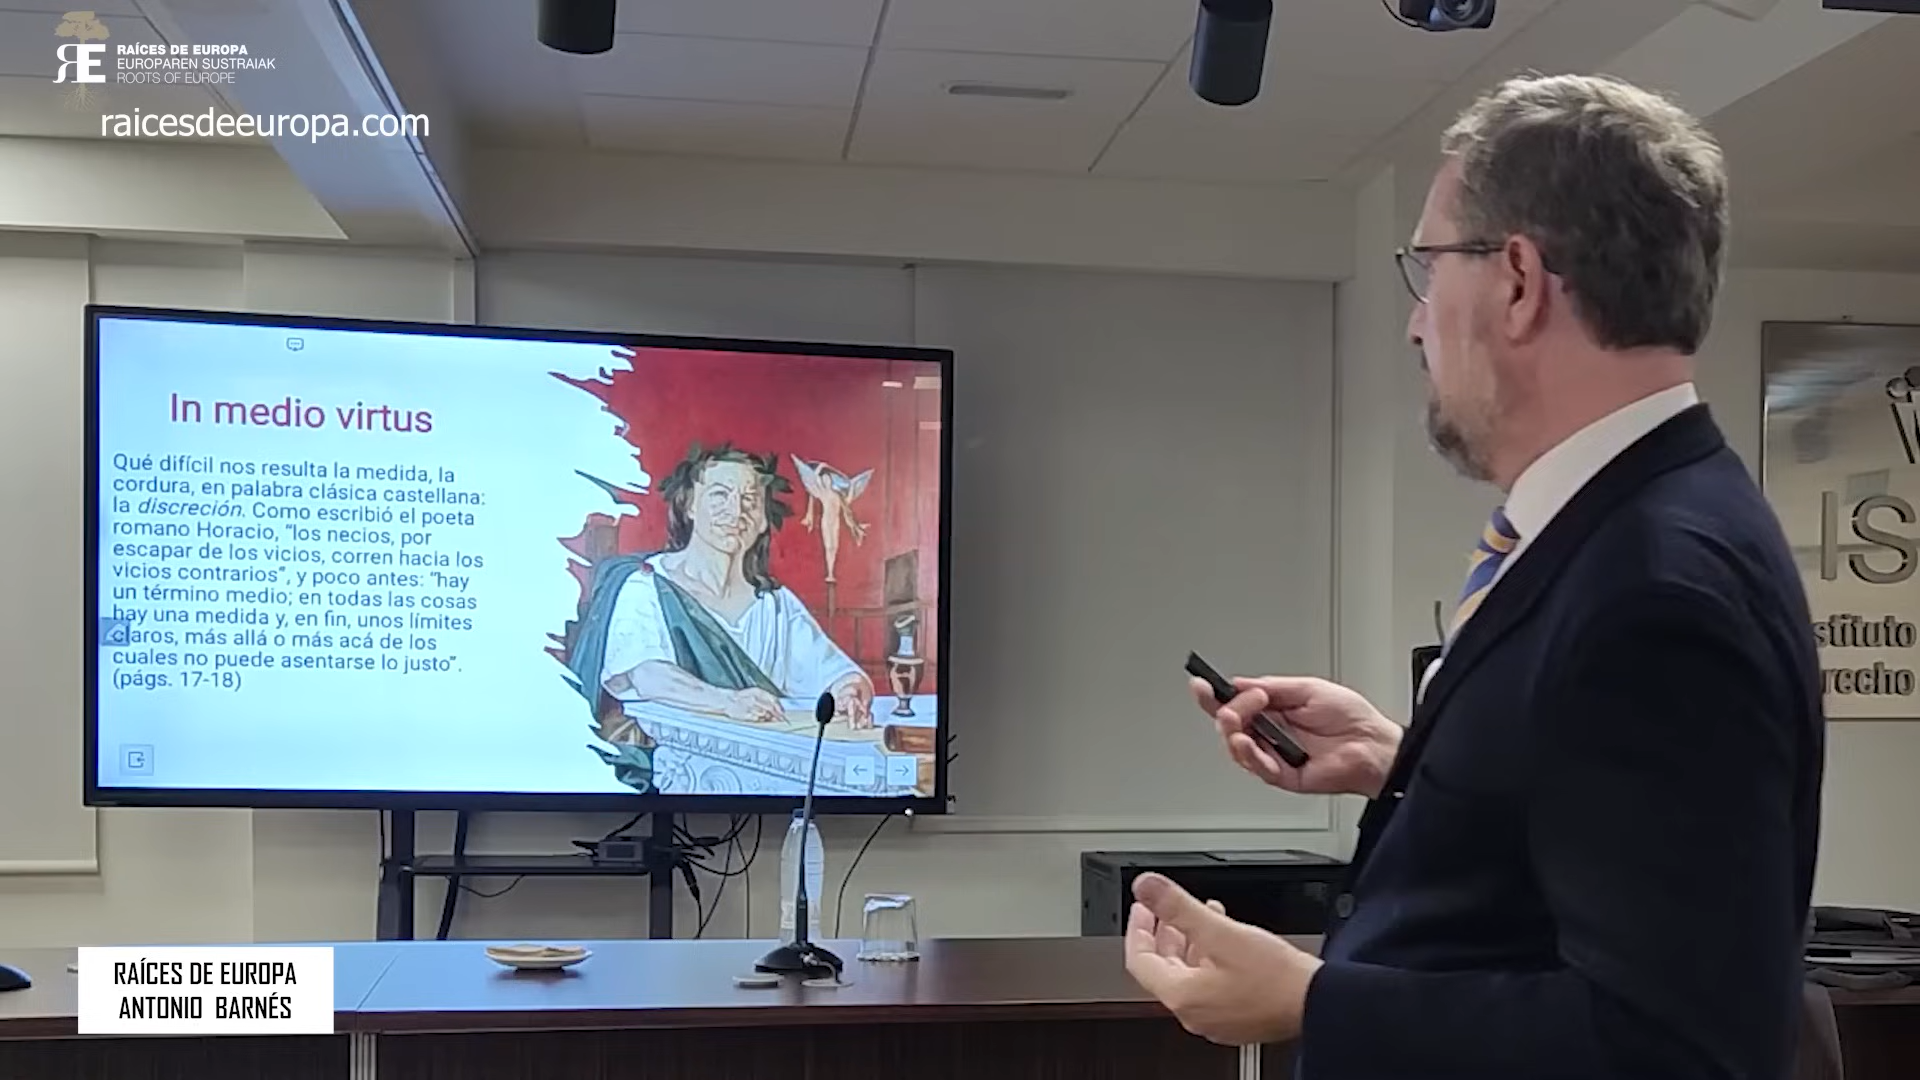 RAÍCES DE EUROPA
EUROPAREN SUSTRAIAK
ROOTS OF EUROPE
raicesdeeuropa.com
In medio virtus
Qué difícil nos resulta la medida, la
cordura, en palabra clásica castellana:
la discreción. Como escribió el poeta
romano Horacio, “los necios, por
escapar de los vicios, corren hacia los
vicios contrarios”, y poco antes: “hay
un término medio; en todas las cosas
hay una medida y, en fin, unos límites
claros, más allá o más acá de los
cuales no puede asentarse lo justo”.
(págs. 17-18)
IS
stituto
recho
RAÍCES DE EUROPA
ANTONIO BARNÉS